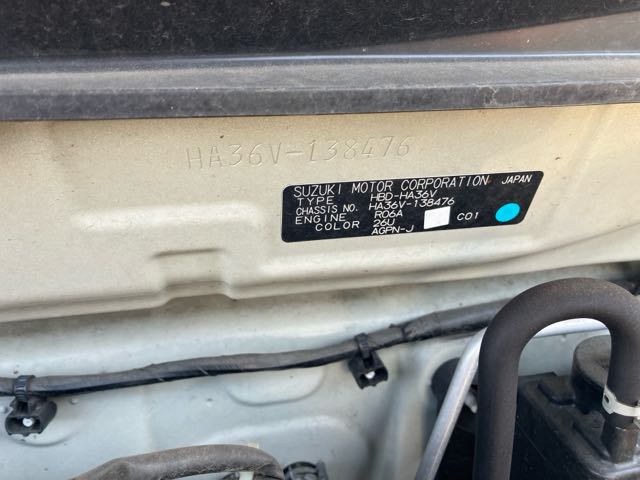 HA36V-138476
SUZUKI MOTOR CORPORATION JAPAN
TYPE HBD-HA36V
CHASSIS NO. HA36V-138476
ENGINE R06A C01
COLOR 26U
AGPN-J